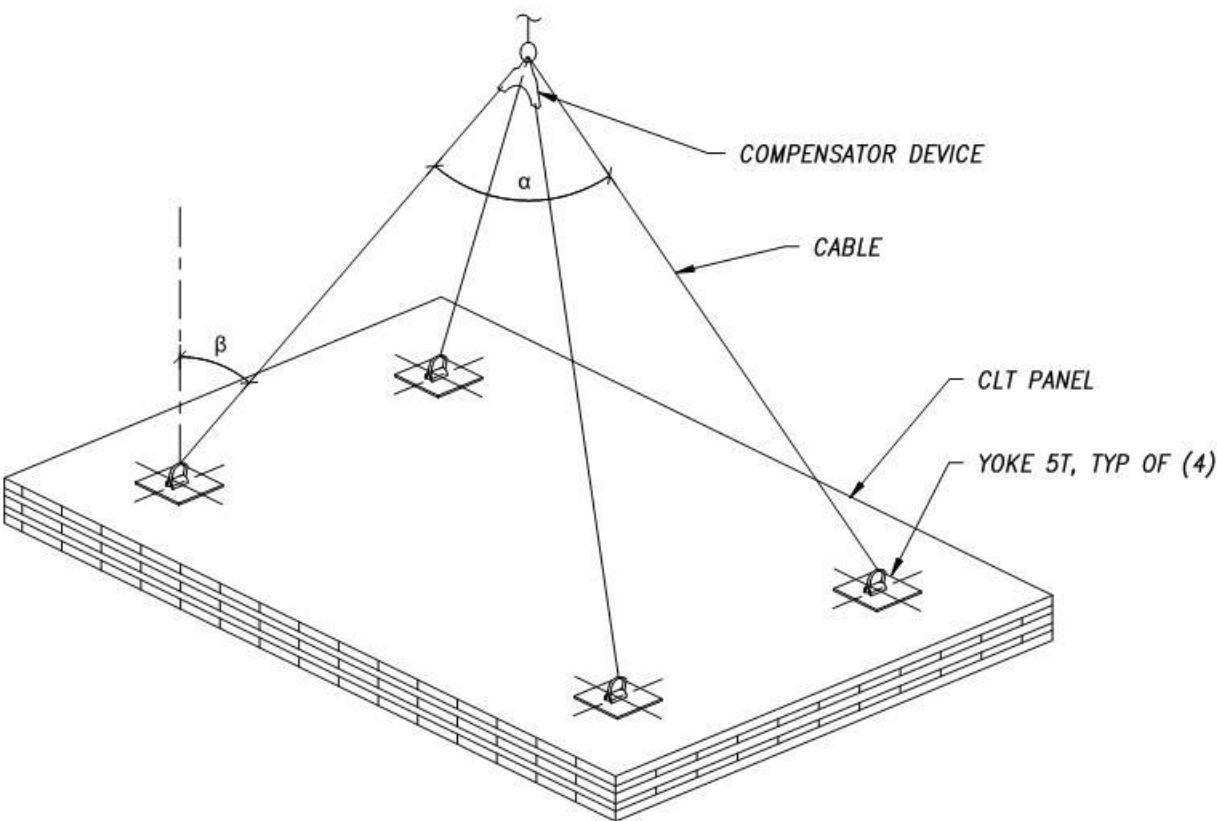 COMPENSATOR DEVICE
α
CABLE
β
CLT PANEL
YOKE 5T, TYP OF (4)